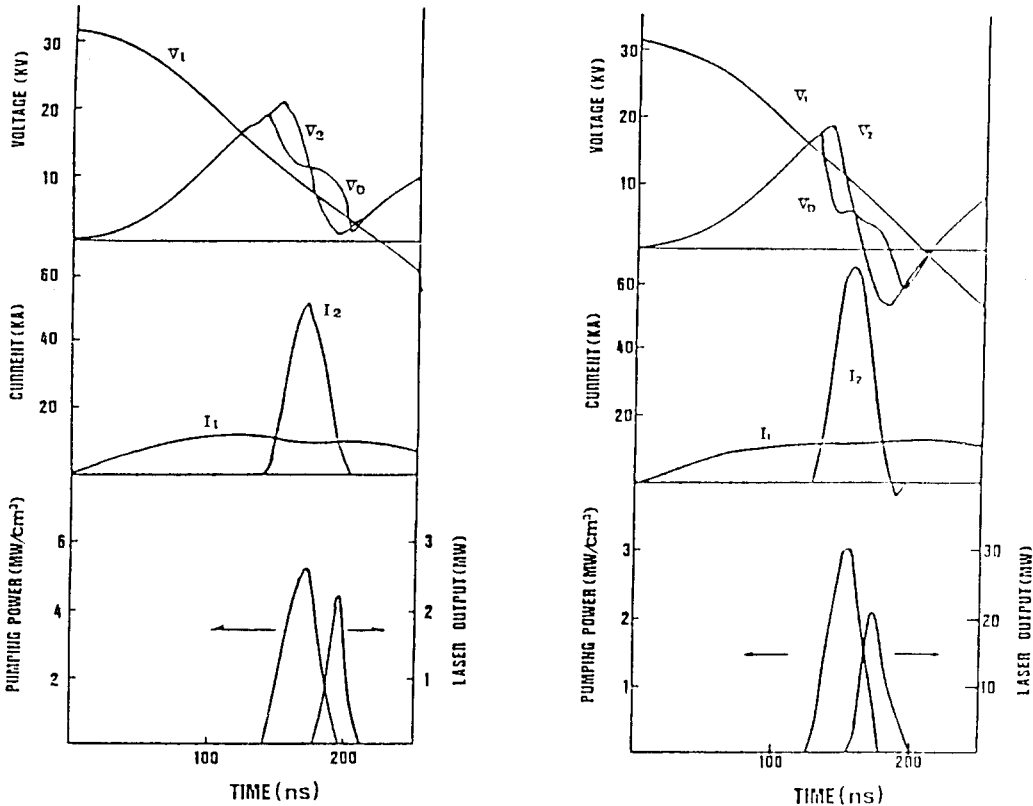 VOLTAGE (KV)
30
20
10
V1
V2
VD
CURRENT (KA)
60
40
20
I2
I1
PUMPING POWER (MW/cm³)
6
4
2
3
2
1
LASER OUTPUT (MW)
100
200
TIME (ns)
VOLTAGE (KV)
30
20
10
0
V1
V2
VD
CURRENT (KA)
60
40
20
0
I2
I1
PUMPING POWER (MW/cm³)
3
2
1
30
20
10
LASER OUTPUT (MW)
100
200
TIME (ns)